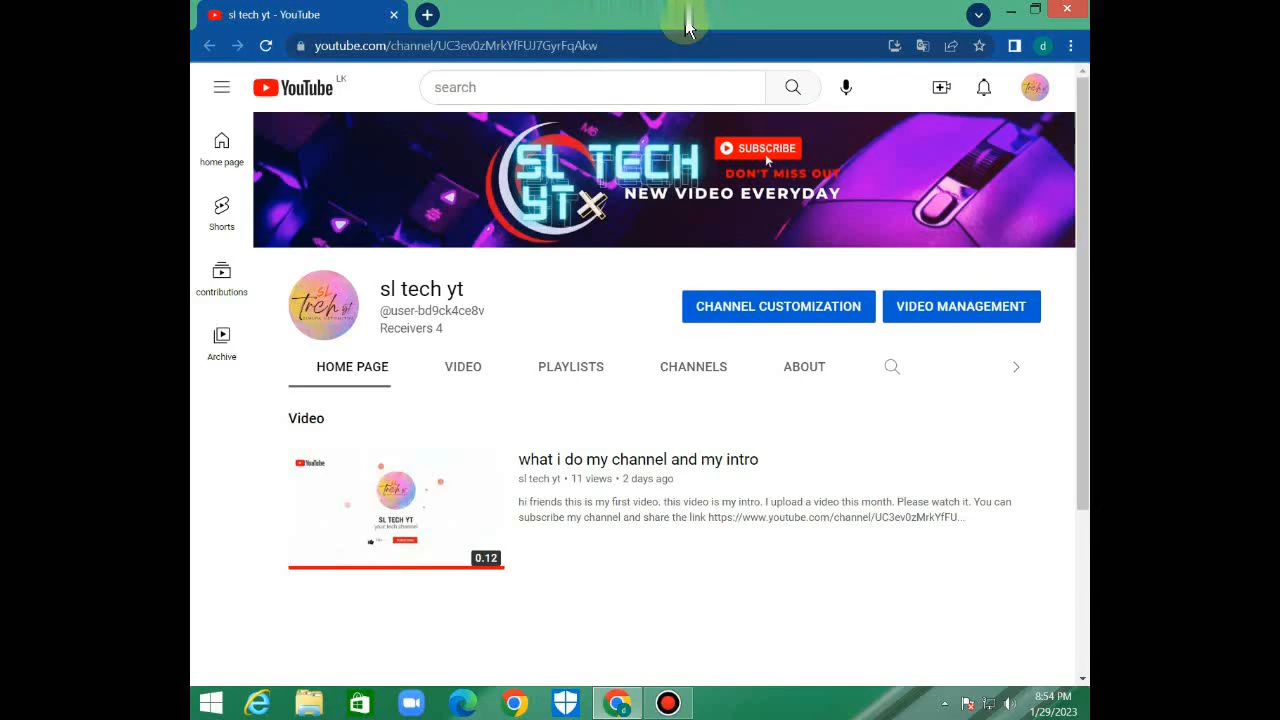 sl tech yt - YouTube
youtube.com/channel/UC3ev0zMrkYfFUJ7GyrFqAkw
d
YouTube LK
search
home page
Shorts
contributions
Archive
M6
SL TECH
YT
SUBSCRIBE
DON'T MISS OUT
NEW VIDEO EVERYDAY
sl tech yt
@user-bd9ck4ce8v
Receivers 4
CHANNEL CUSTOMIZATION
VIDEO MANAGEMENT
HOME PAGE
VIDEO
PLAYLISTS
CHANNELS
ABOUT
Video
YouTube
SL TECH YT
your tech channel
0.12
what i do my channel and my intro
sl tech yt • 11 views • 2 days ago
hi friends this is my first video. this video is my intro. I upload a video this month. Please watch it. You can
subscribe my channel and share the link https://www.youtube.com/channel/UC3ev0zMrkYfFU...
8:54 PM
1/29/2023